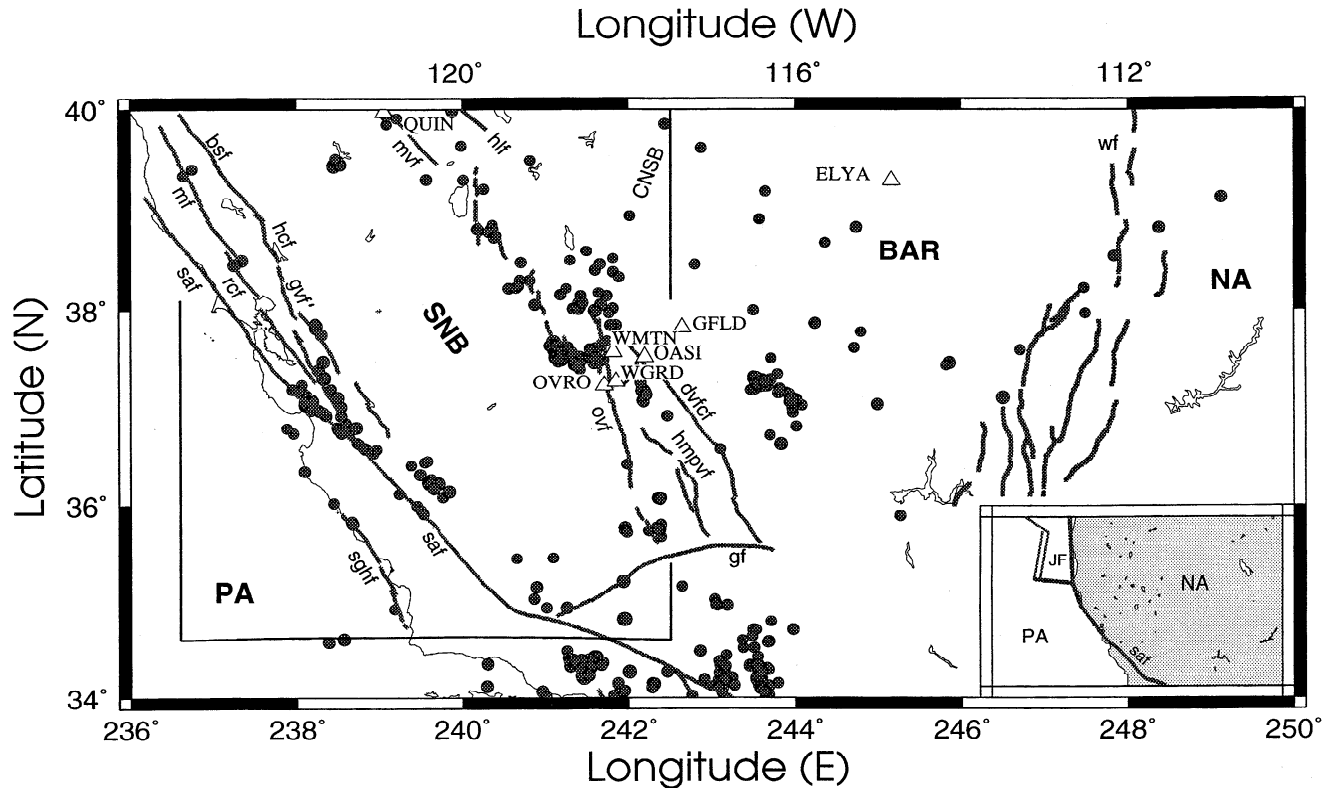 Longitude (W)
120° 116° 112°
40°
38°
36°
34°
Latitude (N)
QUIN
mvf
hlf
CNSB
ELYA
wf
bsf
mf
hcf
saf
rcf
gvf
SNB
BAR
NA
GFLD
WMTN
OASI
WGRD
OVRO
ovf
dvfcf
hmpvf
saf
sghf
gf
PA
JF
NA
PA
saf
236° 238° 240° 242° 244° 246° 248° 250°
Longitude (E)